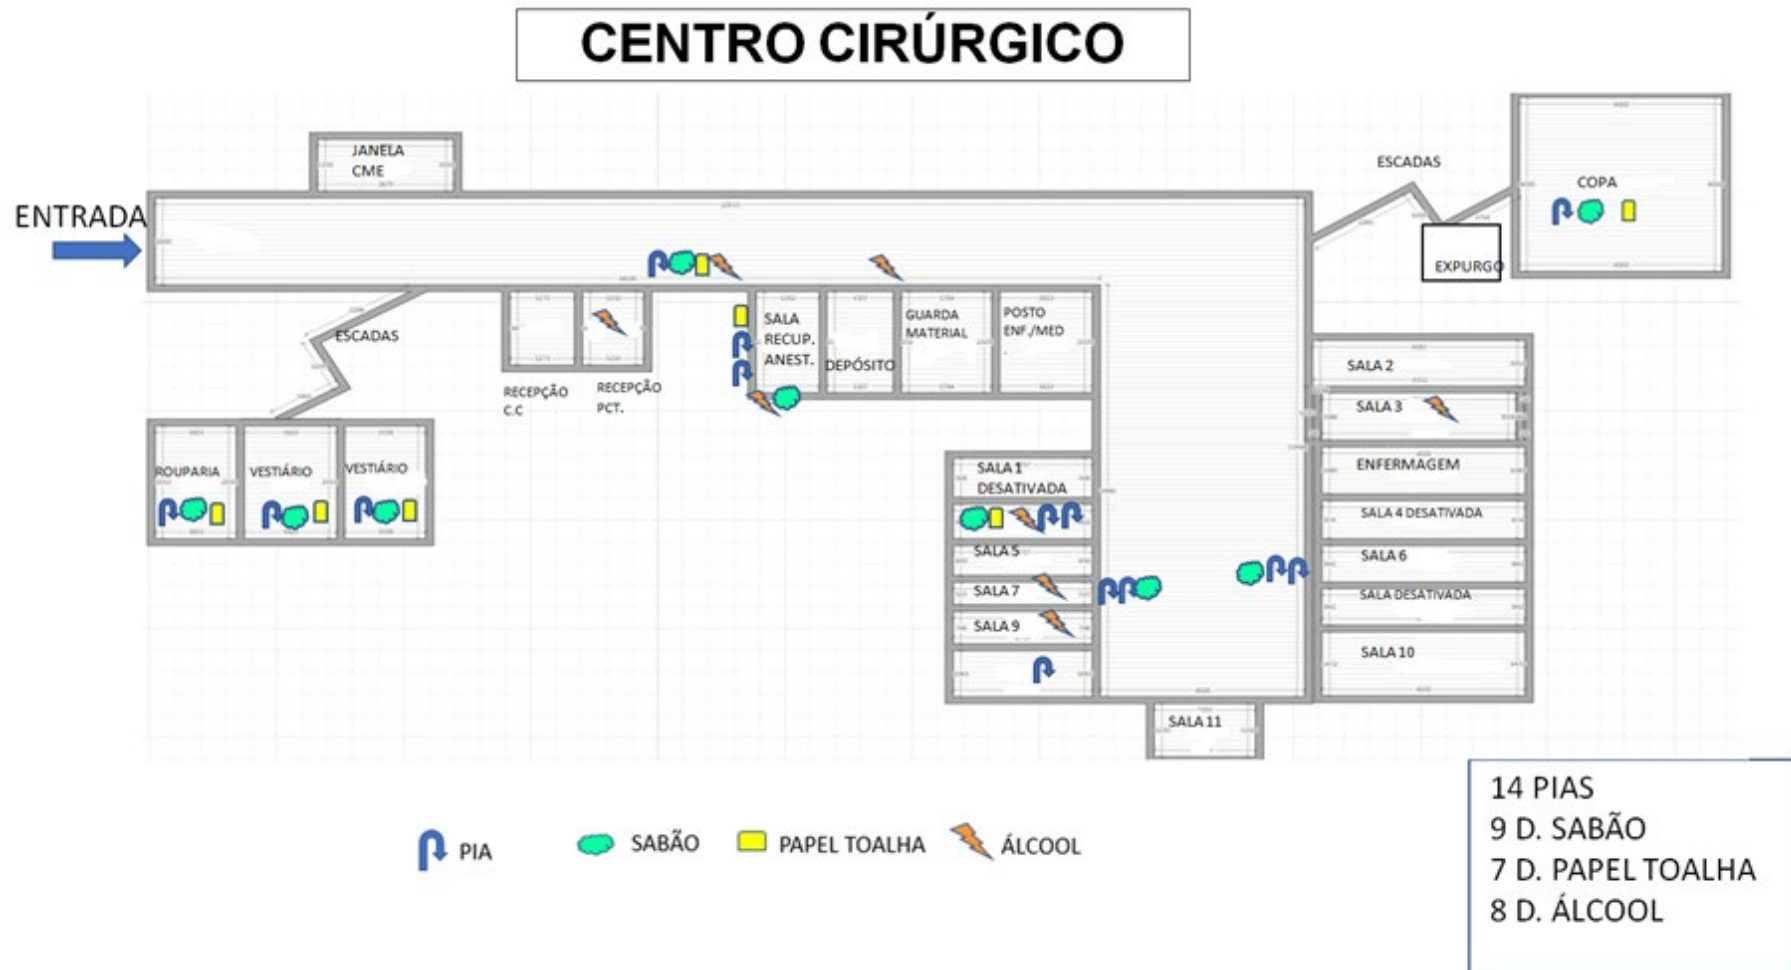 CENTRO CIRÚRGICO
JANELA
CME
ESCADAS
COPA
ENTRADA
EXPURGO
ESCADAS
SALA
RECUP.
ANEST.
DEPÓSITO
GUARDA
MATERIAL
POSTO
ENF./MED
RECEPÇÃO
C.C
RECEPÇÃO
PCT.
SALA 2
SALA 3
ROUPARIA
VESTIÁRIO
VESTIÁRIO
SALA 1
DESATIVADA
ENFERMAGEM
SALA 4 DESATIVADA
SALA 5
SALA 6
SALA 7
SALA DESATIVADA
SALA 9
SALA 10
SALA 11
PIA
SABÃO
PAPEL TOALHA
ÁLCOOL
14 PIAS
9 D. SABÃO
7 D. PAPEL TOALHA
8 D. ÁLCOOL